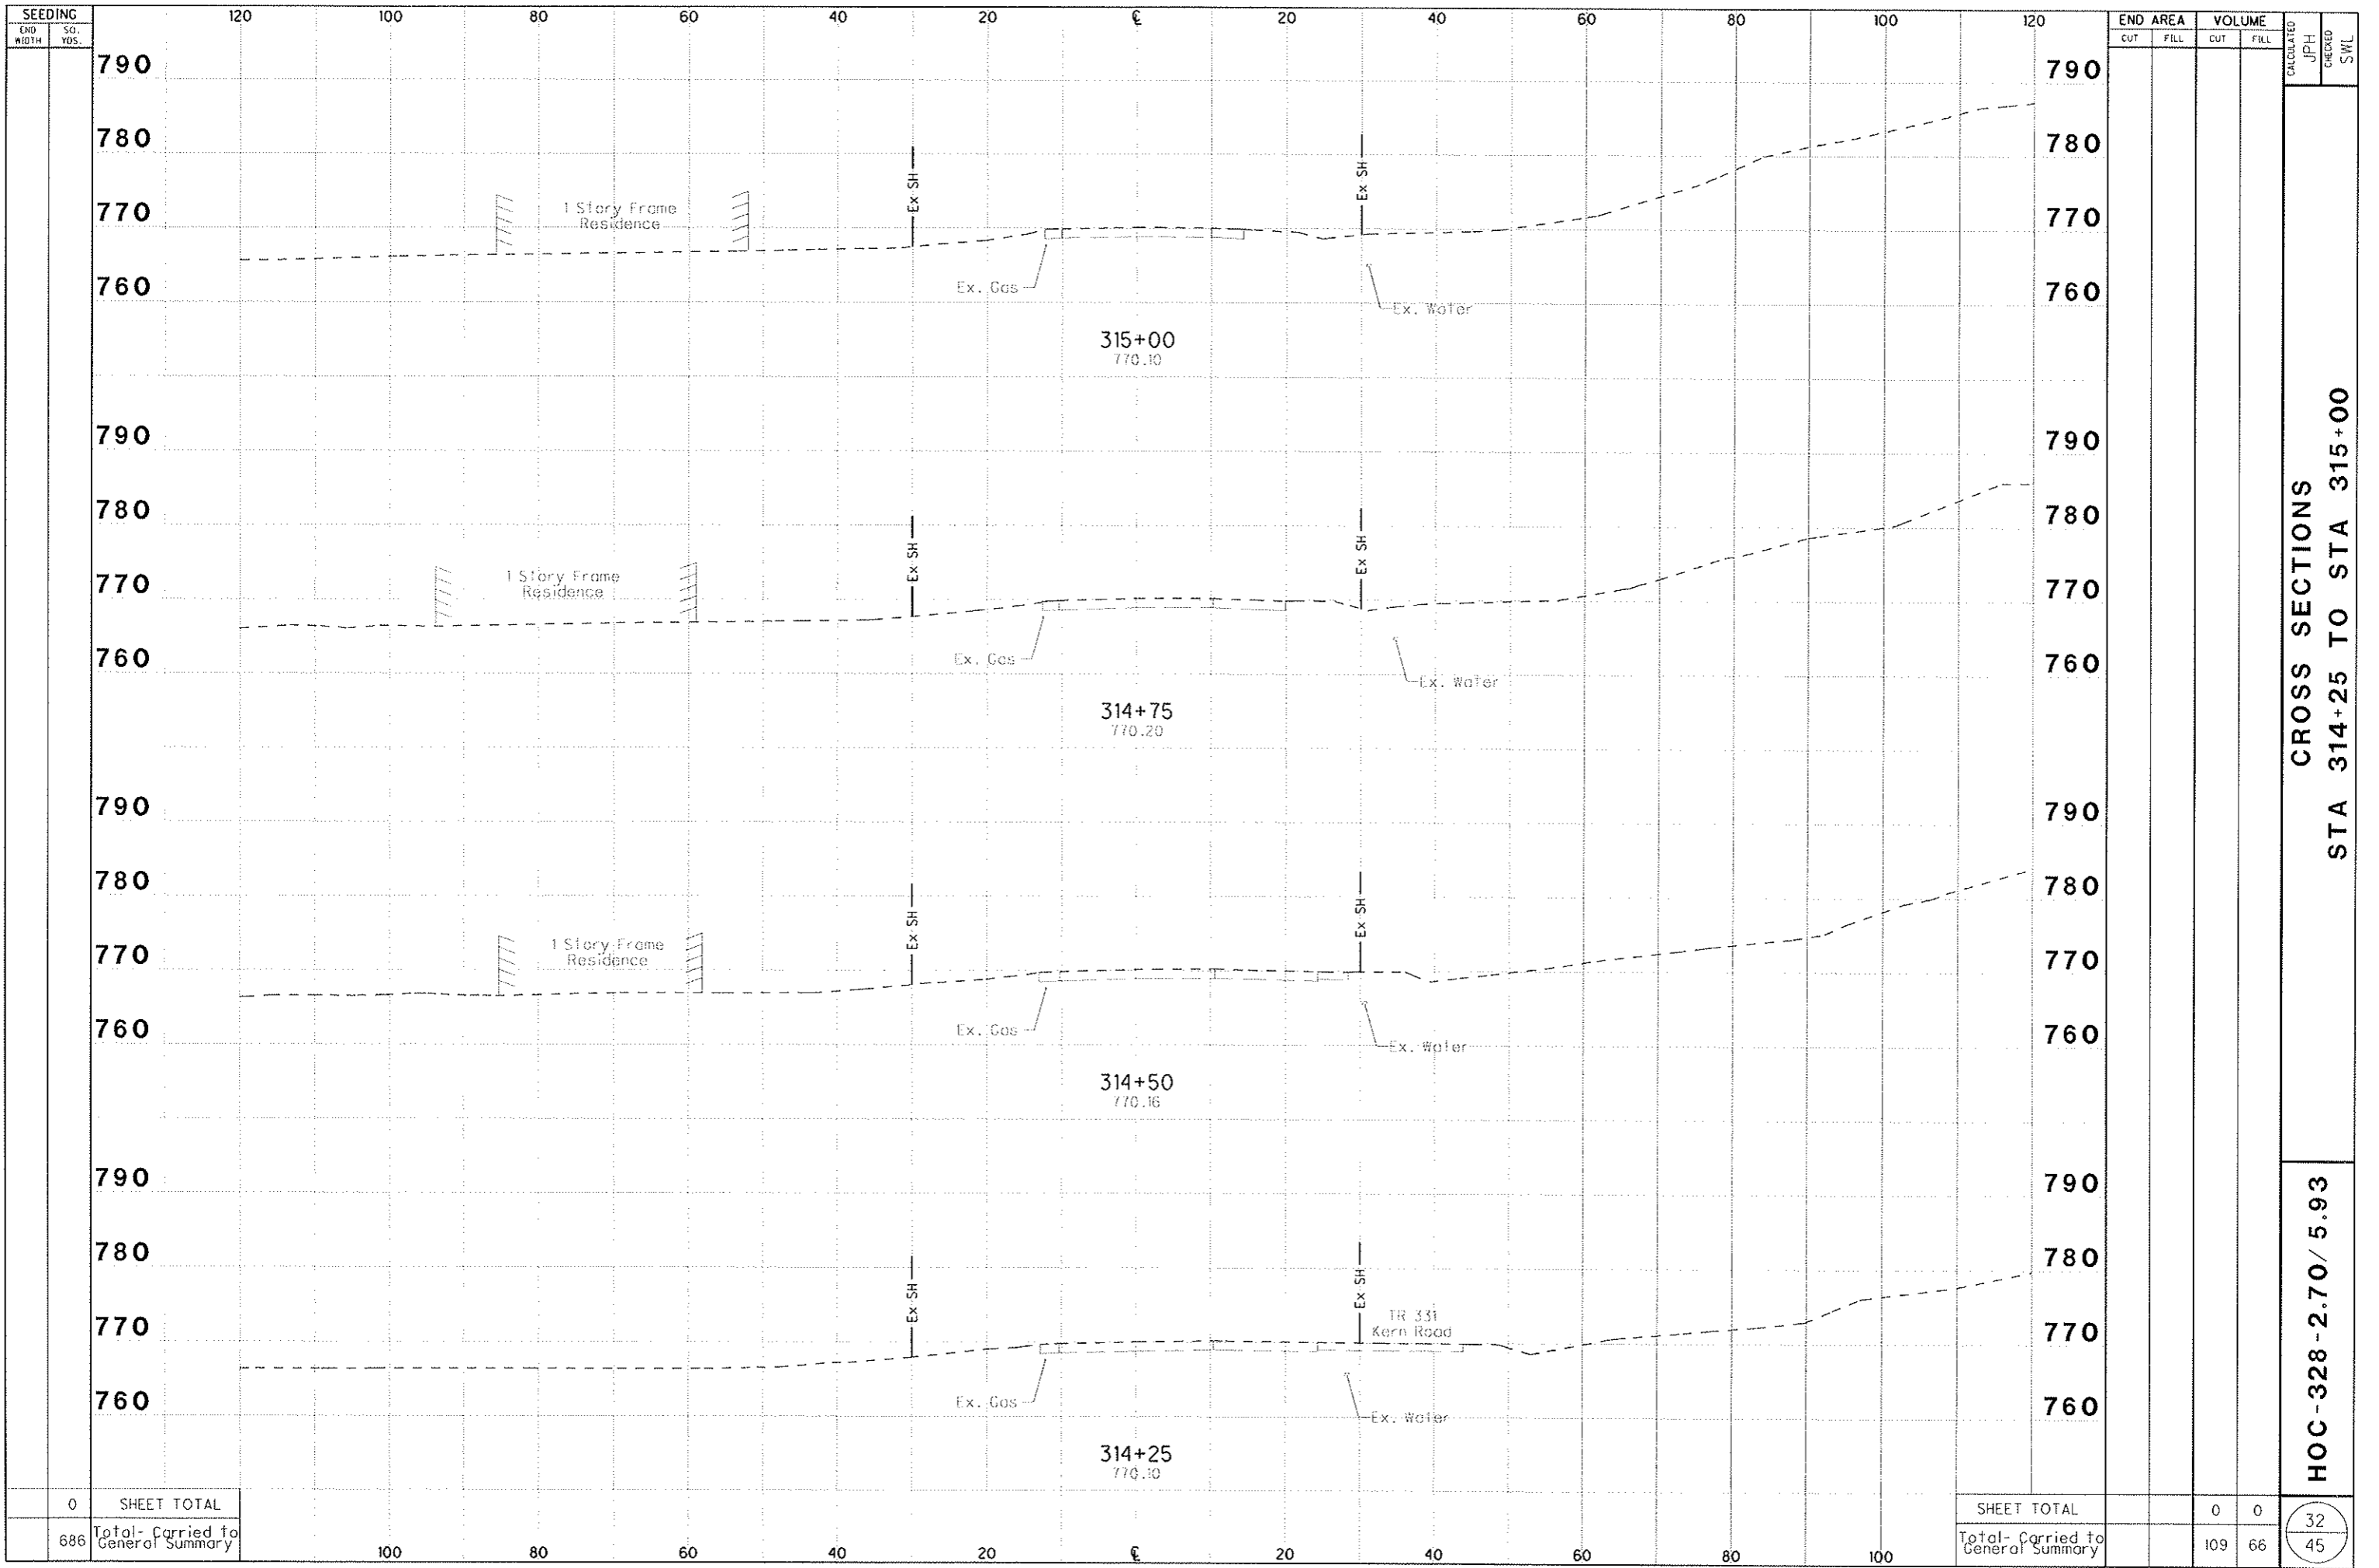 SEEDING
END WIDTH
SQ. YDS.
120 100 80 60 40 20 ℄ 20 40 60 80 100 120
END AREA
VOLUME
CUT FILL CUT FILL
CALCULATED
JPH
CHECKED
SWL
790 790
780 780
770 770
760 760
Ex SH
Ex SH
1 Story Frame
Residence
Ex. Gas
Ex. Water
315+00
770.10
790 790
780 780
770 770
760 760
Ex SH
Ex SH
1 Story Frame
Residence
Ex. Gas
Ex. Water
314+75
770.20
790 790
780 780
770 770
760 760
Ex SH
Ex SH
1 Story Frame
Residence
Ex. Gas
Ex. Water
314+50
770.16
790 790
780 780
770 770
760 760
Ex SH
Ex SH
TR 331
Kern Road
Ex. Gas
Ex. Water
314+25
770.10
0 SHEET TOTAL
686 Total- Carried to
General Summary
100 80 60 40 20 ℄ 20 40 60 80 100
SHEET TOTAL 0 0
Total- Carried to
General Summary 109 66
CROSS SECTIONS
STA 314+25 TO STA 315+00
HOC-328-2.70/5.93
32
45